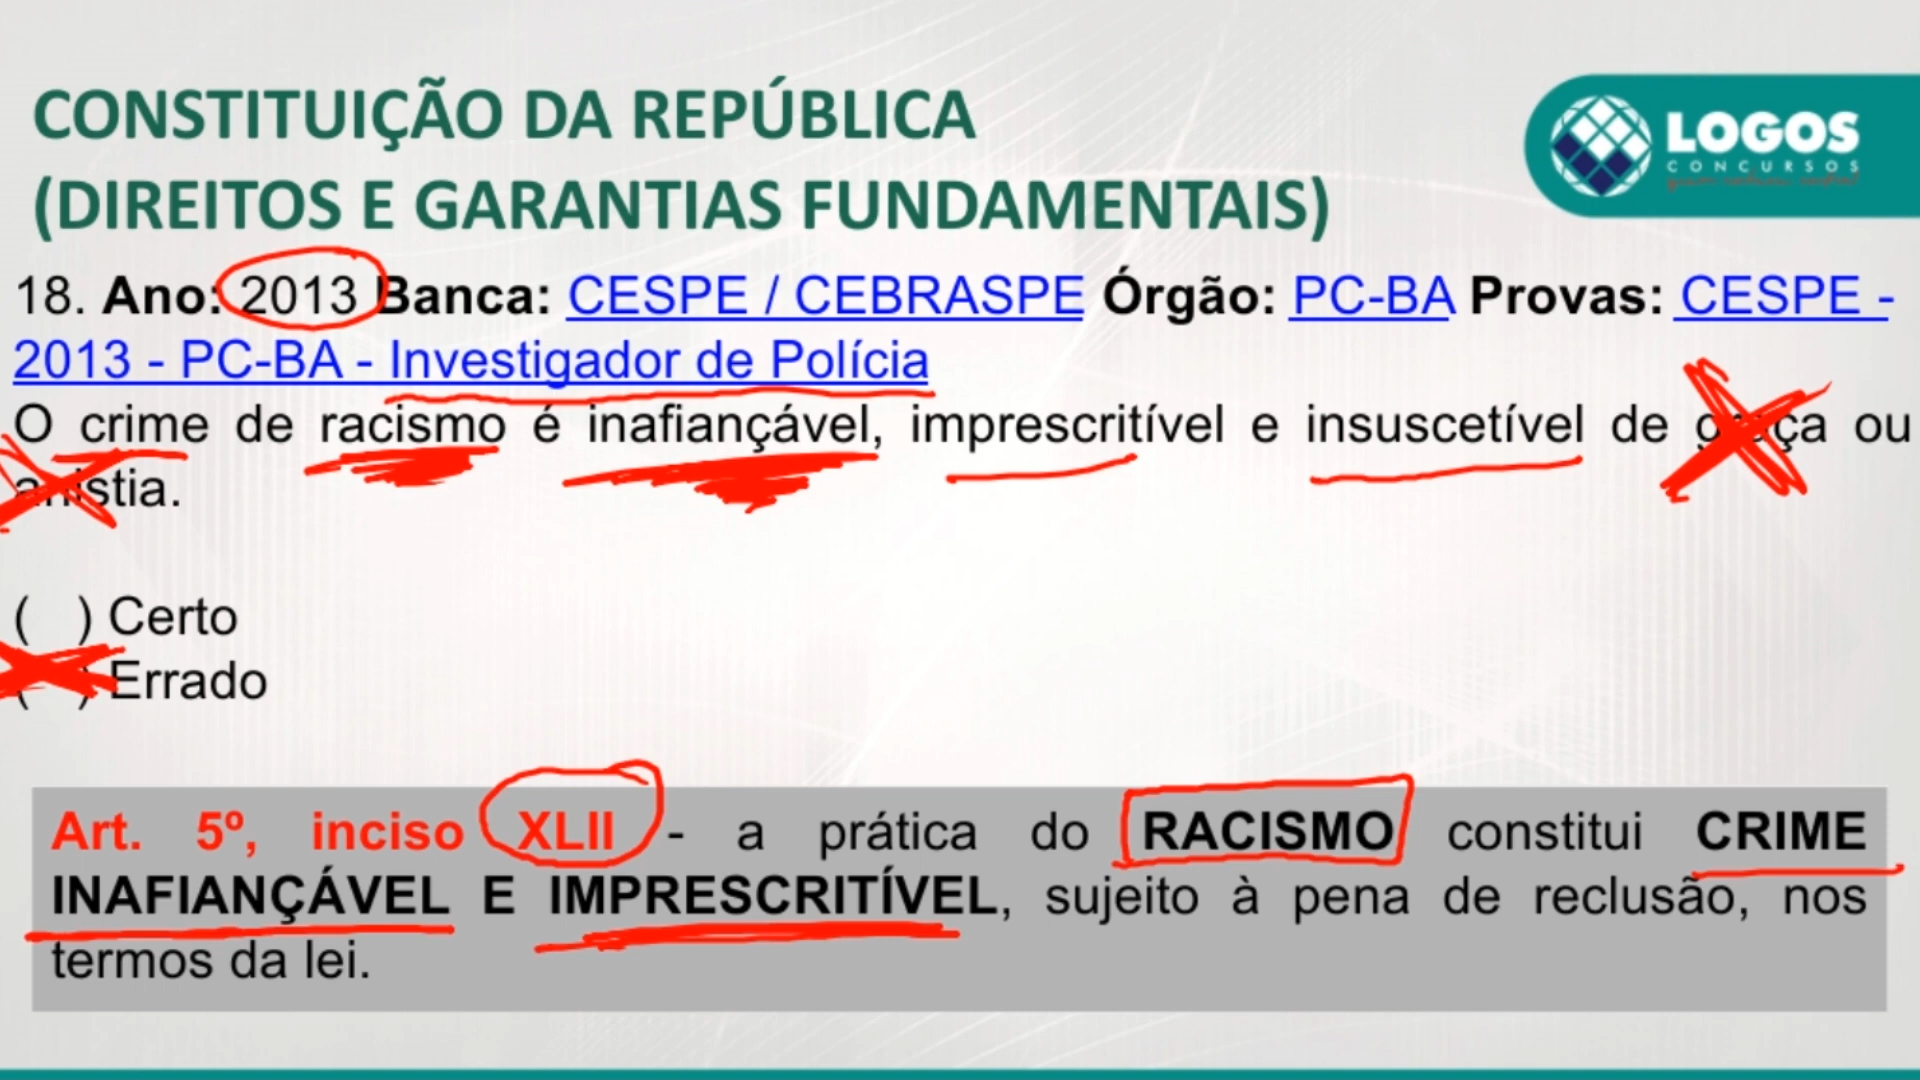 CONSTITUIÇÃO DA REPÚBLICA
(DIREITOS E GARANTIAS FUNDAMENTAIS)
LOGOS
CONCURSOS
18. Ano: 2013 Banca: CESPE / CEBRASPE Órgão: PC-BA Provas: CESPE -
2013 - PC-BA - Investigador de Polícia
O crime de racismo é inafiançável, imprescritível e insuscetível de graça ou
anistia.
( ) Certo
( ) Errado
Art. 5º, inciso XLII - a prática do RACISMO constitui CRIME
INAFIANÇÁVEL E IMPRESCRITÍVEL, sujeito à pena de reclusão, nos
termos da lei.